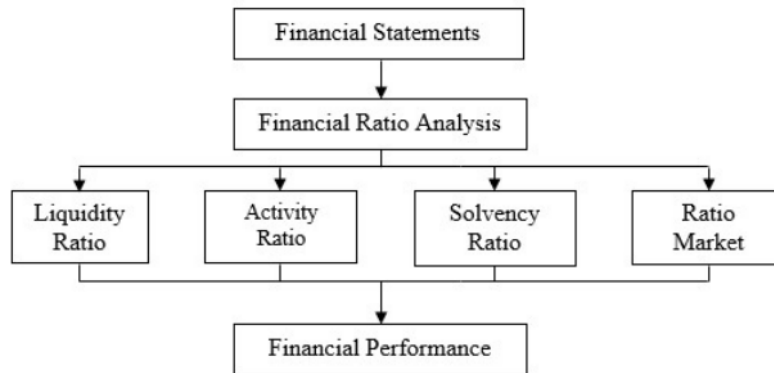 Financial Statements
Financial Ratio Analysis
Liquidity
Ratio
Activity
Ratio
Solvency
Ratio
Ratio
Market
Financial Performance